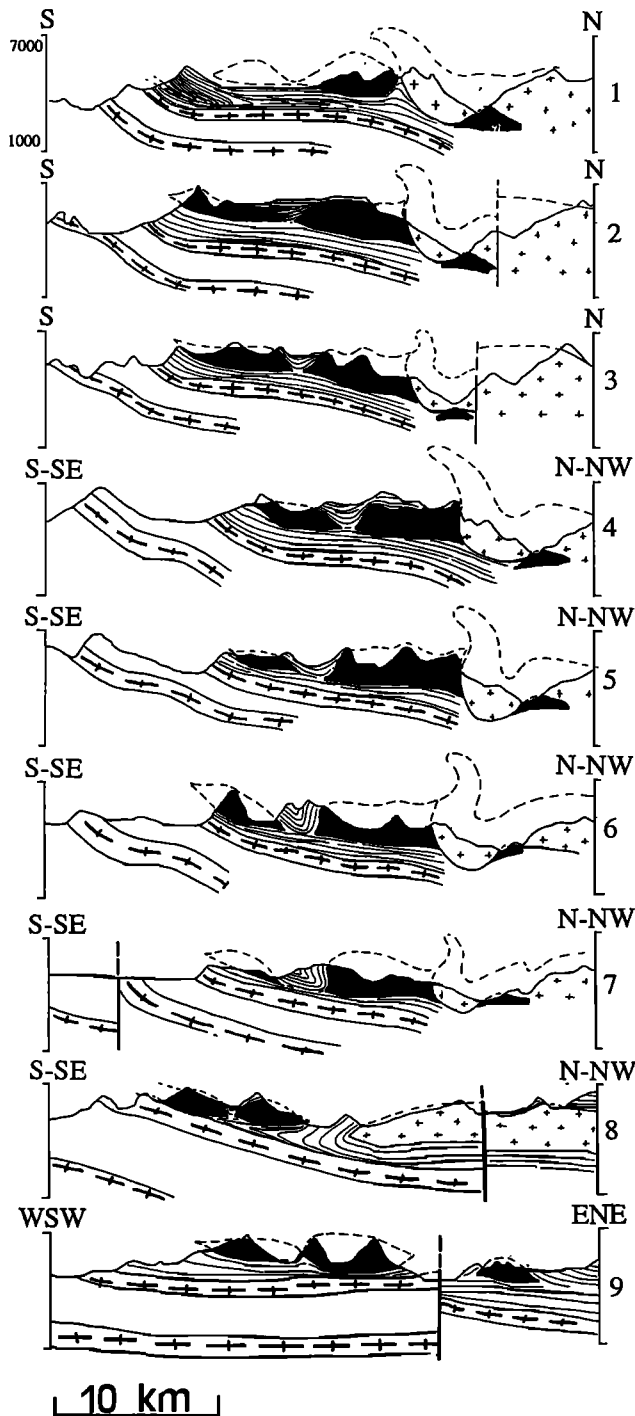 S N
7000
1
1000
S N
2
S N
3
S-SE N-NW
4
S-SE N-NW
5
S-SE N-NW
6
S-SE N-NW
7
S-SE N-NW
8
WSW ENE
9
10 km